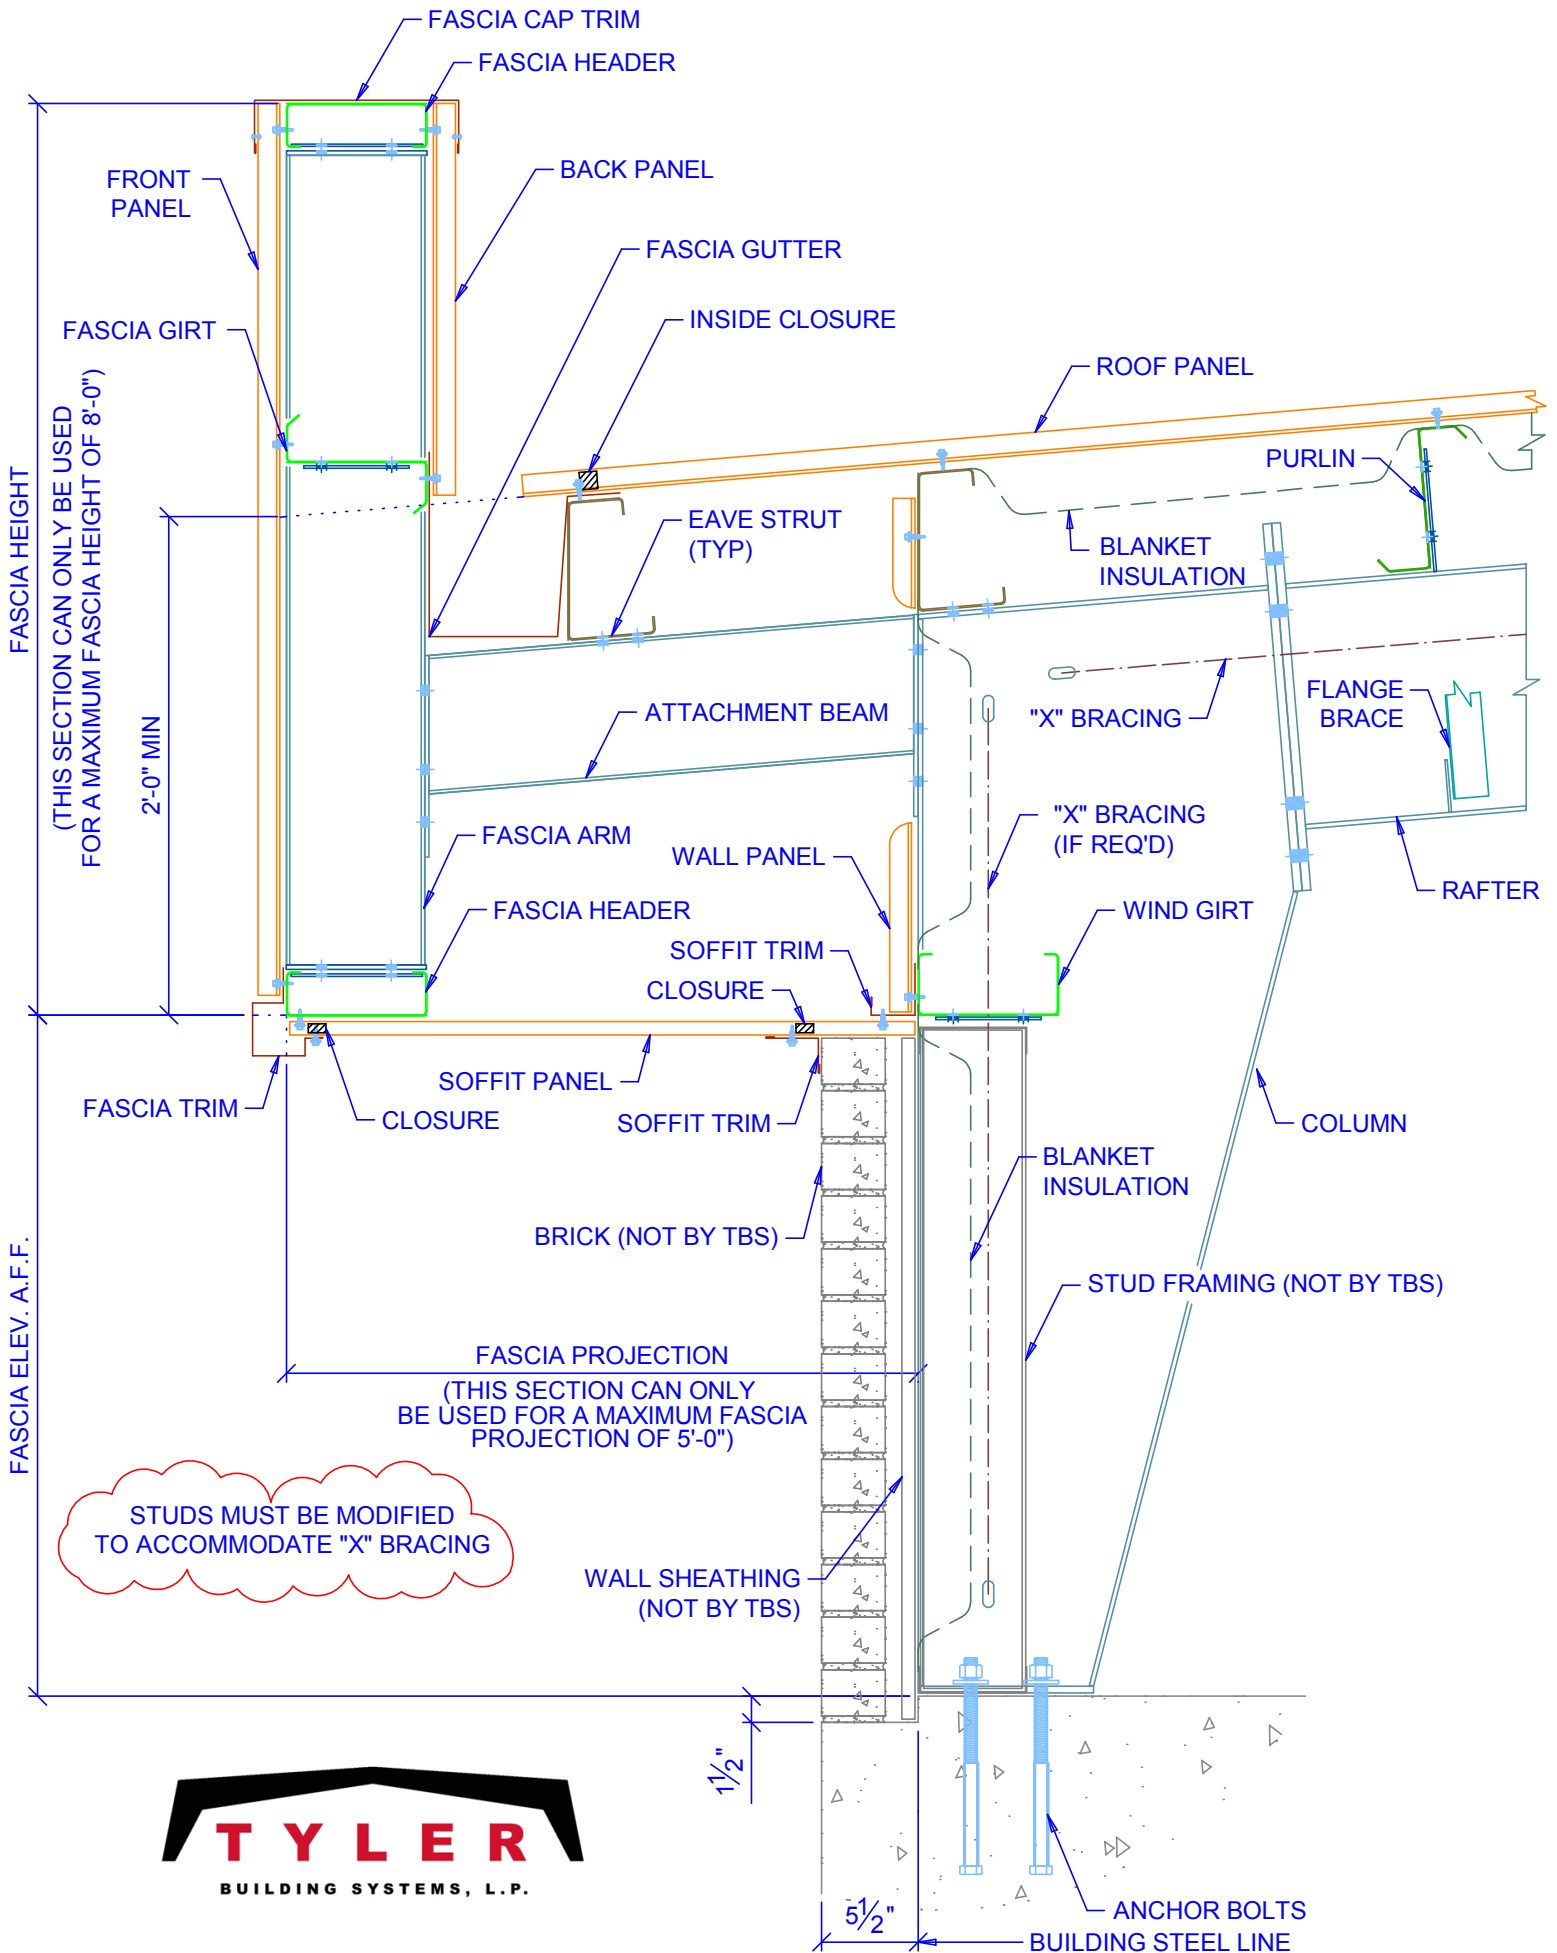 FASCIA CAP TRIM
FASCIA HEADER
FRONT
PANEL
BACK PANEL
FASCIA GUTTER
FASCIA GIRT
INSIDE CLOSURE
ROOF PANEL
PURLIN
FASCIA HEIGHT
(THIS SECTION CAN ONLY BE USED
FOR A MAXIMUM FASCIA HEIGHT OF 8'-0")
EAVE STRUT
(TYP)
BLANKET
INSULATION
2'-0" MIN
ATTACHMENT BEAM
"X" BRACING
FLANGE
BRACE
FASCIA ARM
"X" BRACING
(IF REQ'D)
WALL PANEL
RAFTER
FASCIA HEADER
WIND GIRT
SOFFIT TRIM
CLOSURE
SOFFIT PANEL
FASCIA TRIM
CLOSURE
SOFFIT TRIM
COLUMN
BLANKET
INSULATION
BRICK (NOT BY TBS)
STUD FRAMING (NOT BY TBS)
FASCIA ELEV. A.F.F.
FASCIA PROJECTION
(THIS SECTION CAN ONLY
BE USED FOR A MAXIMUM FASCIA
PROJECTION OF 5'-0")
STUDS MUST BE MODIFIED
TO ACCOMMODATE "X" BRACING
WALL SHEATHING
(NOT BY TBS)
1 1/2"
TYLER
BUILDING SYSTEMS, L.P.
5 1/2"
ANCHOR BOLTS
BUILDING STEEL LINE